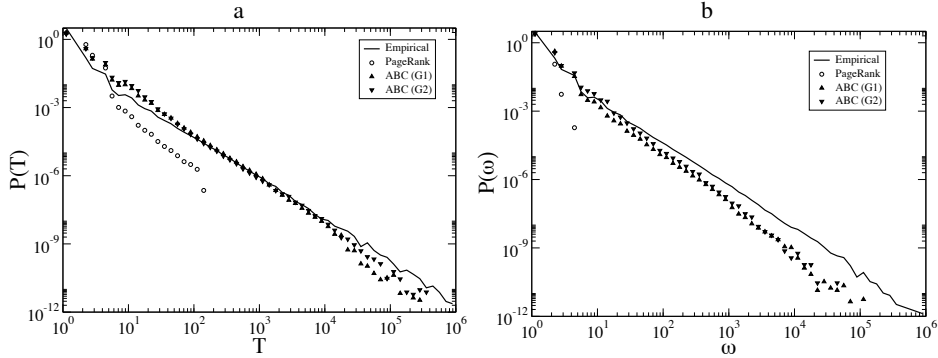 a
10^0
10^-3
10^-6
10^-9
10^-12
P(T)
Empirical
PageRank
ABC (G1)
ABC (G2)
10^0 10^1 10^2 10^3 10^4 10^5 10^6
T
b
10^0
10^-3
10^-6
10^-9
10^-12
P(ω)
Empirical
PageRank
ABC (G1)
ABC (G2)
10^0 10^1 10^2 10^3 10^4 10^5 10^6
ω